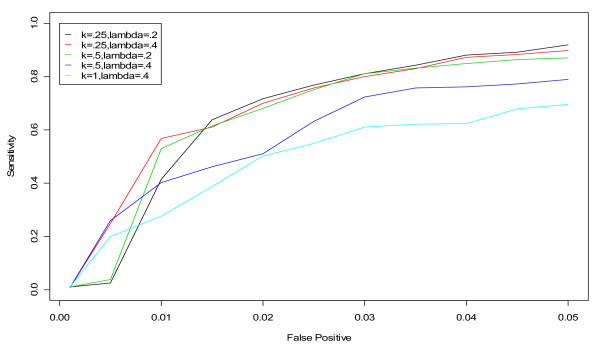 1.0
0.8
0.6
0.4
0.2
0.0
Sensitivity
k=.25,lambda=.2
k=.25,lambda=.4
k=.5,lambda=.2
k=.5,lambda=.4
k=1,lambda=.4
0.00 0.01 0.02 0.03 0.04 0.05
False Positive